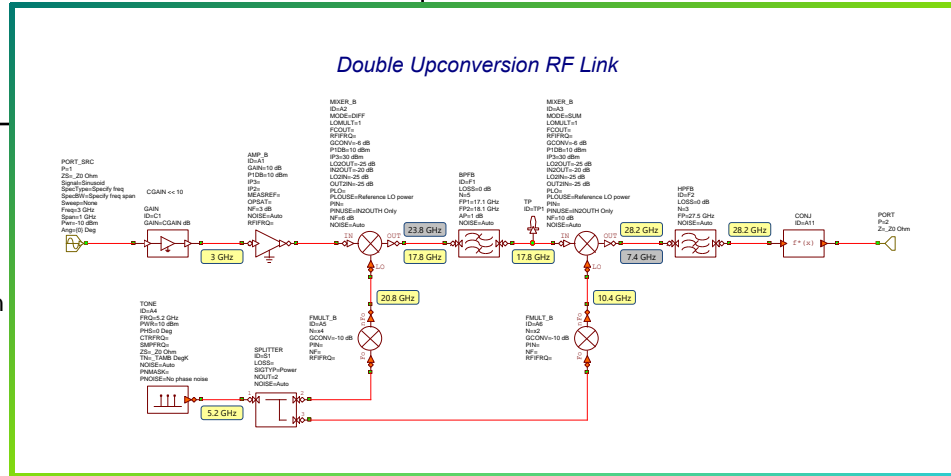 Double Upconversion RF Link
PORT_SRC
P=1
ZS=_Z0 Ohm
Signal=Sinusoid
SpecType=Specify freq
SpecBW=Specify freq span
Sweep=None
Freq=3 GHz
Span=1 GHz
Pwr=-10 dBm
Ang={0} Deg
CGAIN << 10
GAIN
ID=C1
GAIN=CGAIN dB
3 GHz
AMP_B
ID=A1
GAIN=10 dB
P1DB=10 dBm
IP3=
IP2=
MEASREF=
OPSAT=
NF=3 dB
NOISE=Auto
RFIFRQ=
MIXER_B
ID=A2
MODE=DIFF
LOMULT=1
FCOUT=
RFIFRQ=
GCONV=-6 dB
P1DB=10 dBm
IP3=30 dBm
LO2OUT=-25 dB
IN2OUT=-20 dB
LO2IN=-25 dB
OUT2IN=-25 dB
PLO=
PLOUSE=Reference LO power
PIN=
PINUSE=IN2OUTH Only
NF=6 dB
NOISE=Auto
IN
OUT
LO
23.8 GHz
17.8 GHz
BPFB
ID=F1
LOSS=0 dB
N=5
FP1=17.1 GHz
FP2=18.1 GHz
AP=1 dB
NOISE=Auto
TP
ID=TP1
17.8 GHz
MIXER_B
ID=A3
MODE=SUM
LOMULT=1
FCOUT=
RFIFRQ=
GCONV=-6 dB
P1DB=10 dBm
IP3=30 dBm
LO2OUT=-25 dB
IN2OUT=-20 dB
LO2IN=-25 dB
OUT2IN=-25 dB
PLO=
PLOUSE=Reference LO power
PIN=
PINUSE=IN2OUTH Only
NF=10 dB
NOISE=Auto
IN
OUT
LO
28.2 GHz
7.4 GHz
HPFB
ID=F2
LOSS=0 dB
N=3
FP=27.5 GHz
NOISE=Auto
28.2 GHz
CONJ
ID=A11
f*(x)
PORT
P=2
Z=_Z0 Ohm
20.8 GHz
10.4 GHz
TONE
ID=A4
FRQ=5.2 GHz
PWR=10 dBm
PHS=0 Deg
CTRFRQ=
SMPFRQ=
ZS=_Z0 Ohm
TN=_TAMB DegK
NOISE=Auto
PNMASK=
PNOISE=No phase noise
5.2 GHz
SPLITTER
ID=S1
LOSS=
SIGTYP=Power
NOUT=2
NOISE=Auto
1
2
3
FMULT_B
ID=A5
N=x4
GCONV=-10 dB
PIN=
NF=
RFIFRQ=
nFo
Fo
FMULT_B
ID=A6
N=x2
GCONV=-10 dB
PIN=
NF=
RFIFRQ=
nFo
Fo